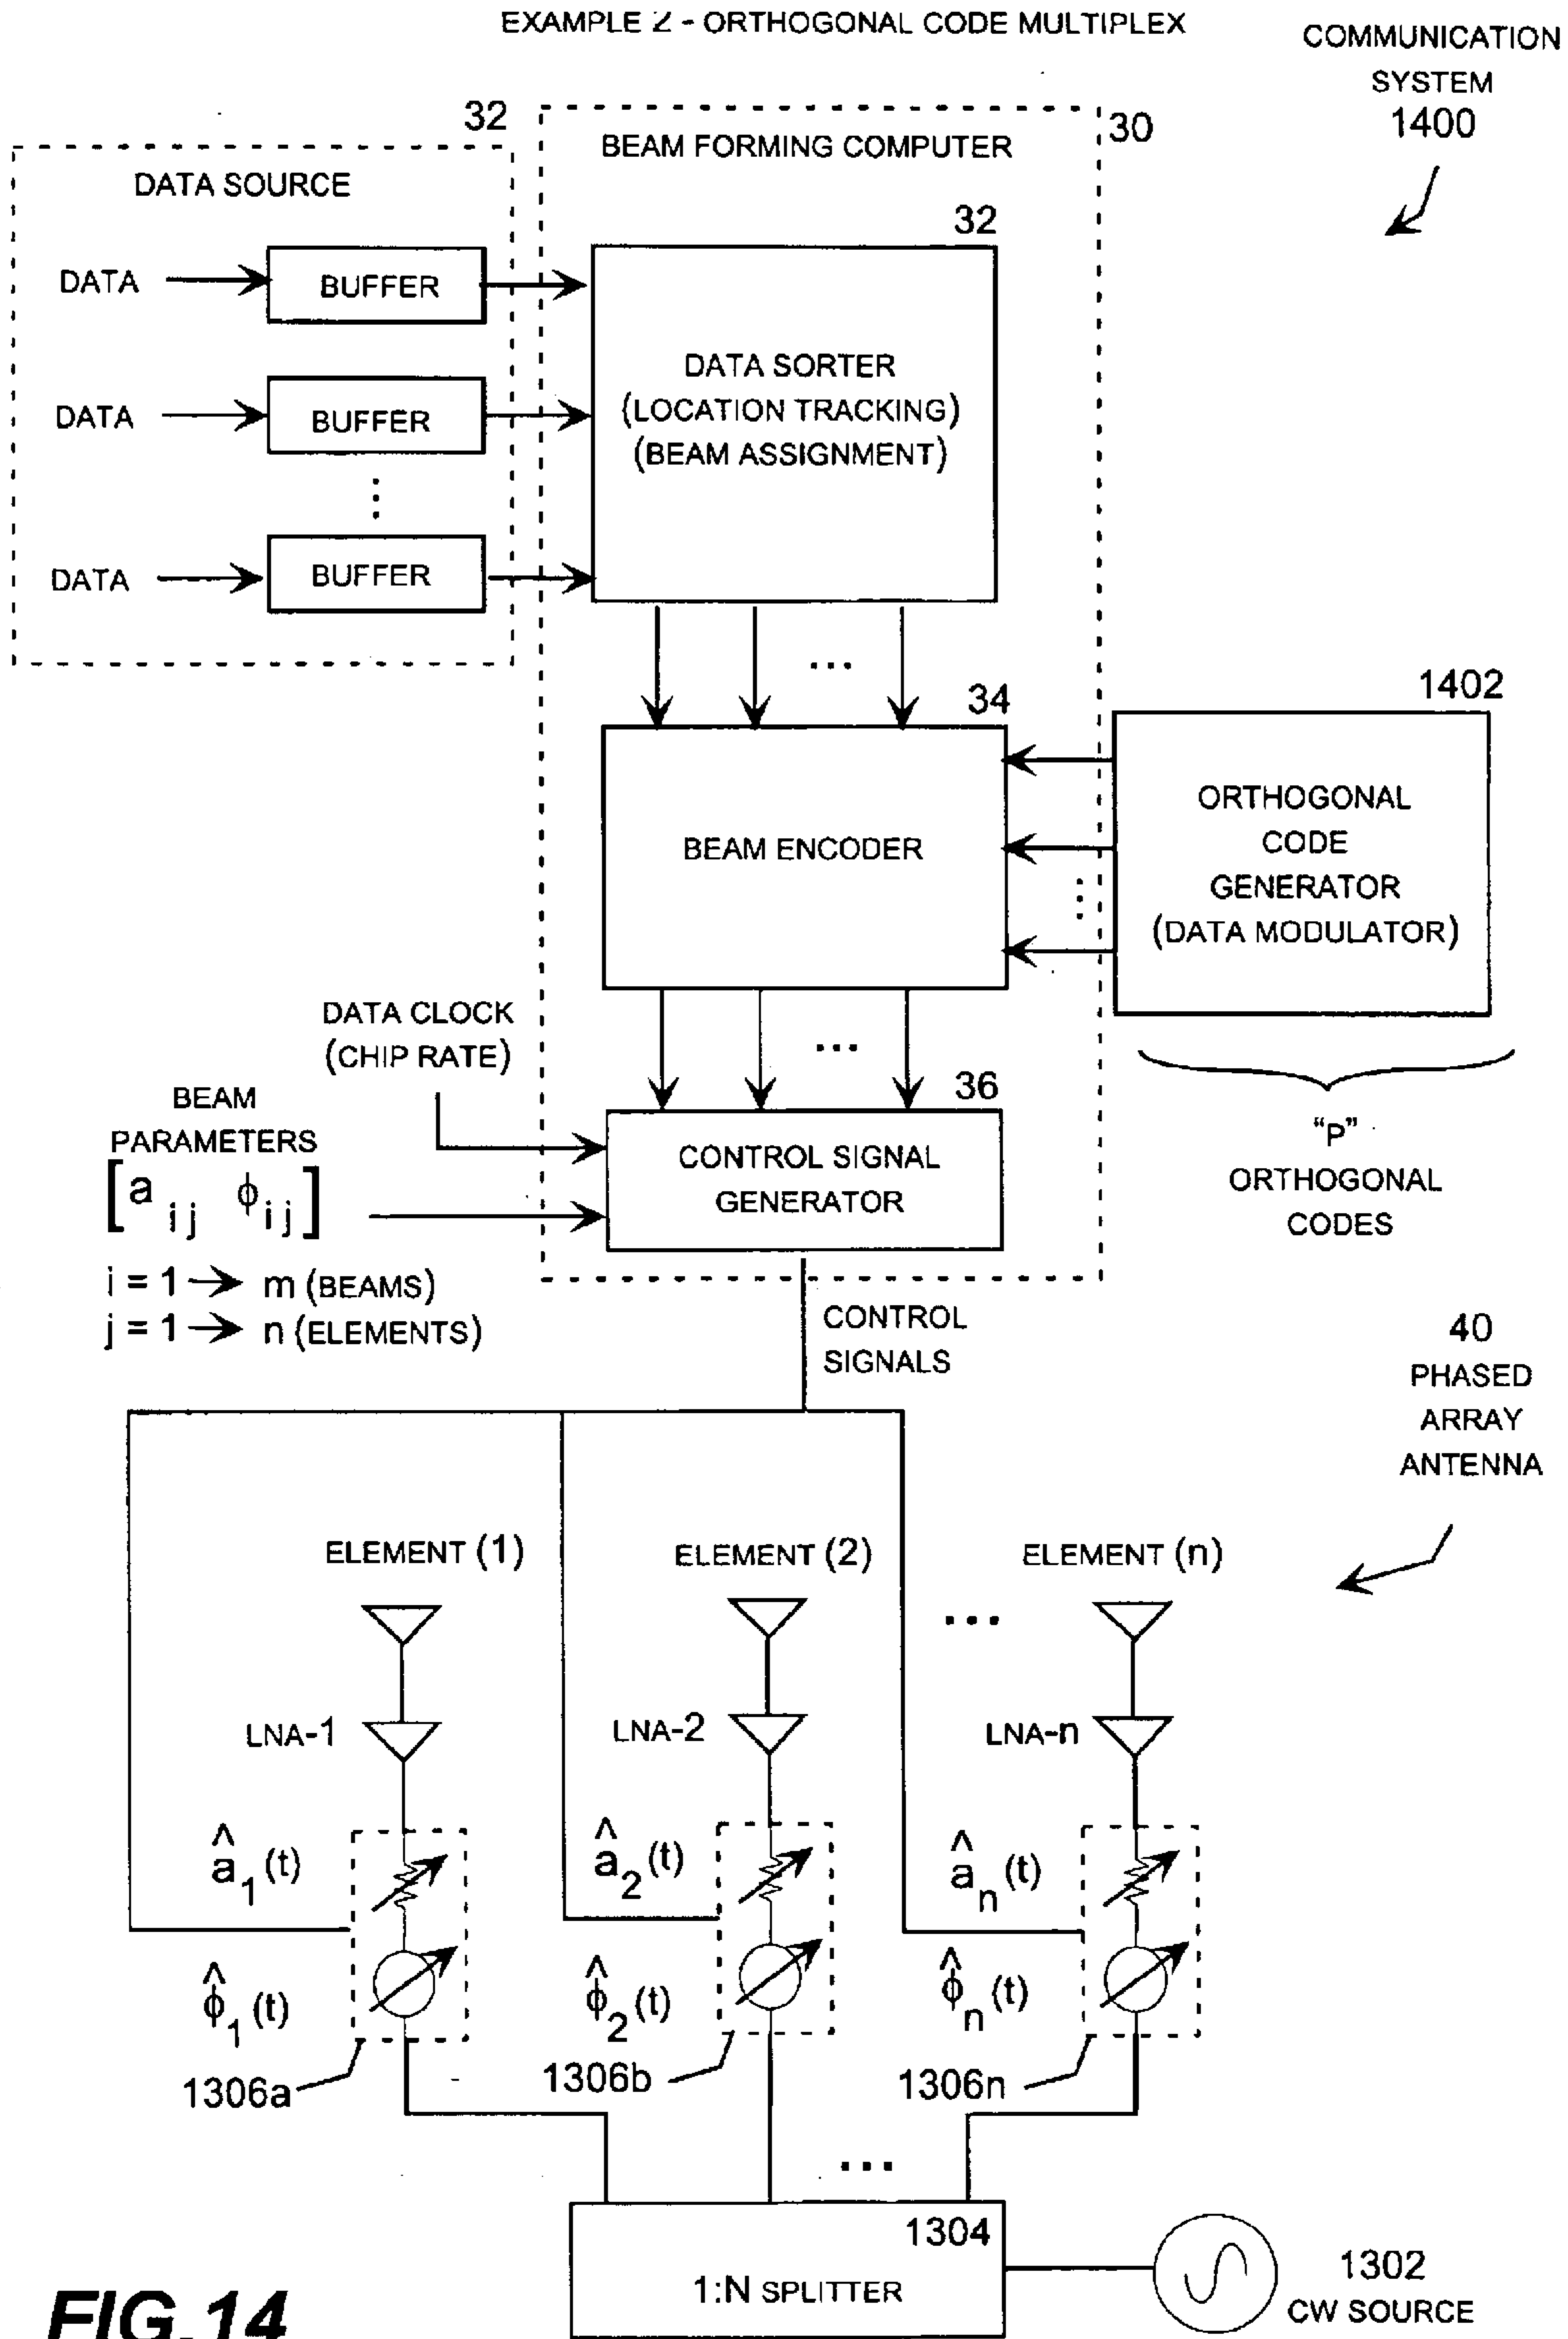 EXAMPLE 2 - ORTHOGONAL CODE MULTIPLEX
COMMUNICATION
SYSTEM
1400
32
DATA SOURCE
DATA
BUFFER
DATA
BUFFER
⋮
DATA
BUFFER
30
BEAM FORMING COMPUTER
32
DATA SORTER
(LOCATION TRACKING)
(BEAM ASSIGNMENT)
...
34
BEAM ENCODER
1402
ORTHOGONAL
CODE
GENERATOR
(DATA MODULATOR)
⋮
"P"
ORTHOGONAL
CODES
...
DATA CLOCK
(CHIP RATE)
BEAM
PARAMETERS
[a ij ϕ ij]
i = 1 → m (BEAMS)
j = 1 → n (ELEMENTS)
36
CONTROL SIGNAL
GENERATOR
CONTROL
SIGNALS
40
PHASED
ARRAY
ANTENNA
ELEMENT (1)
ELEMENT (2)
ELEMENT (n)
...
LNA-1
LNA-2
LNA-n
â1(t)
â2(t)
ân(t)
ϕ̂1(t)
ϕ̂2(t)
ϕ̂n(t)
1306a
1306b
1306n
...
1304
1:N SPLITTER
1302
CW SOURCE
FIG.14